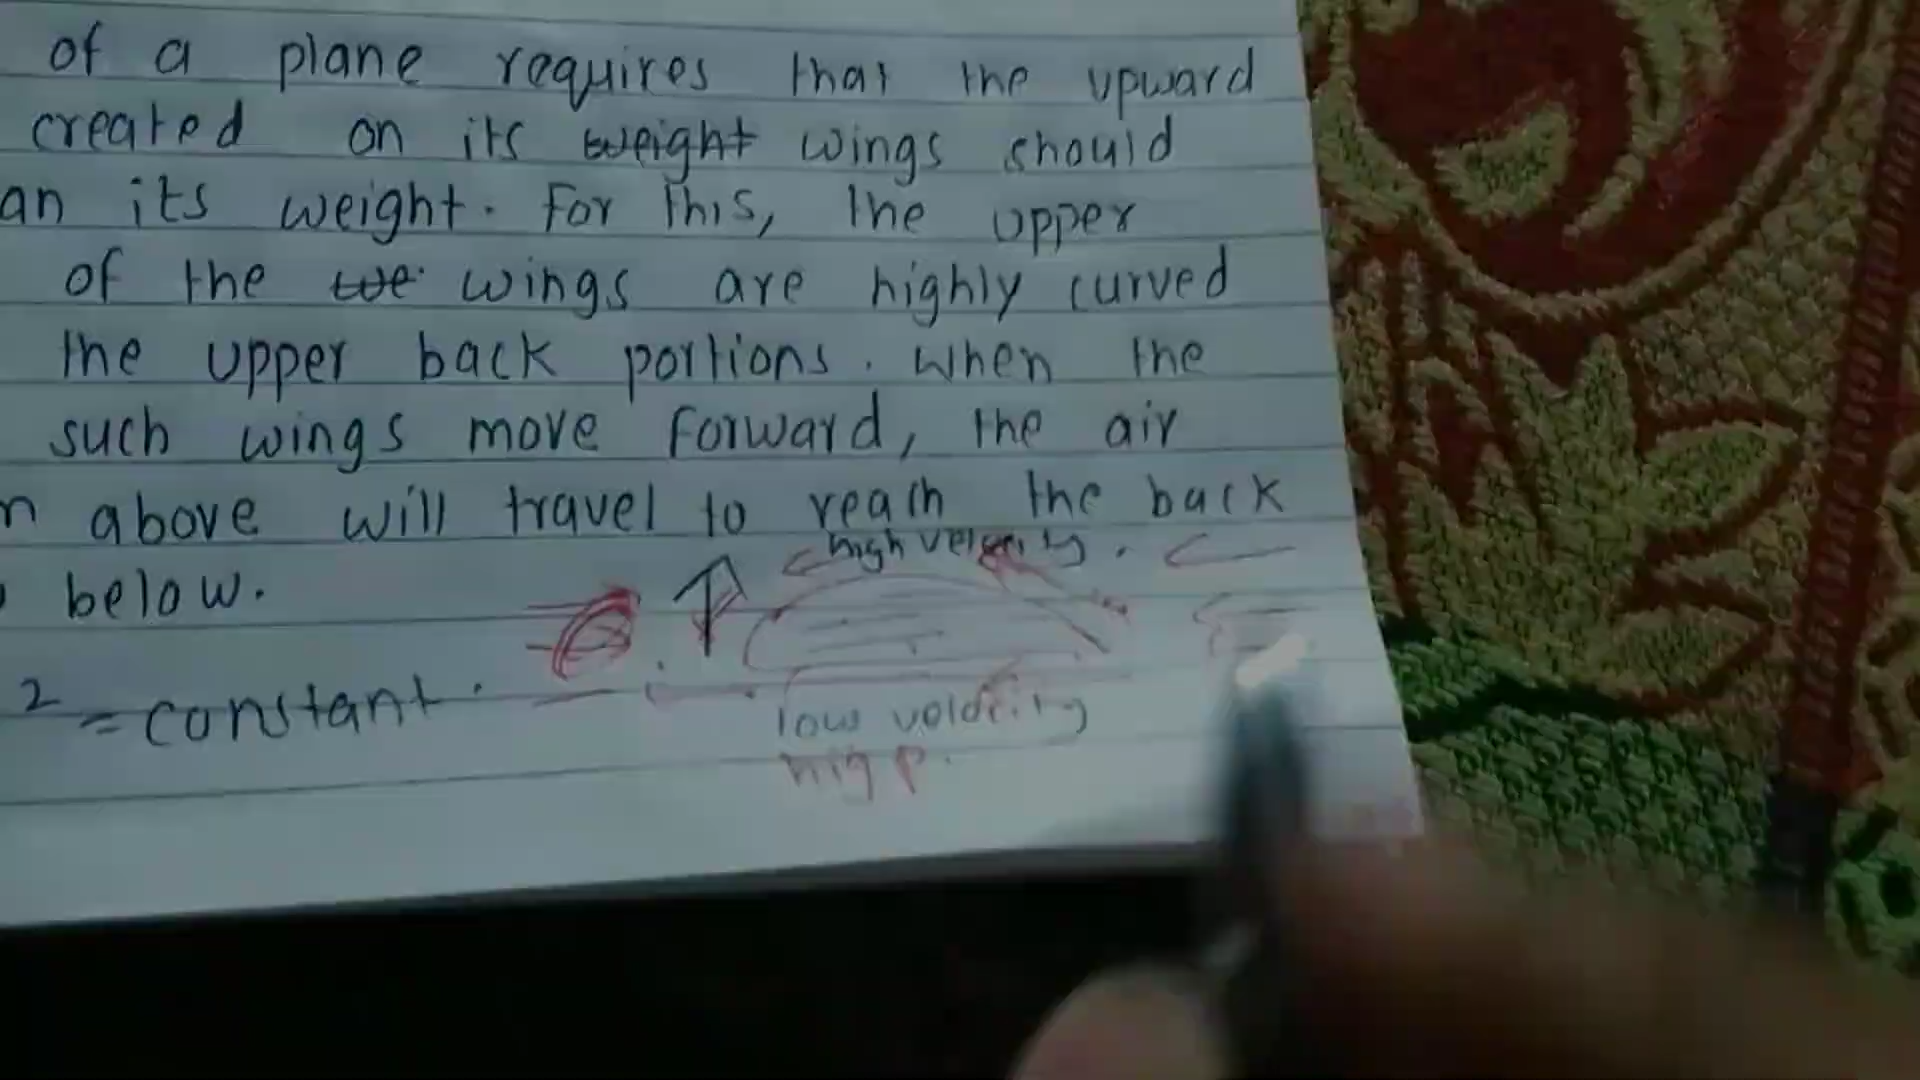 of a plane requires that the upward
created on its weight wings should
an its weight. For this, the upper
of the we wings are highly curved
the upper back portions. When the
such wings move forward, the air
n above will travel to reach the back
high velocity.
below.
2 = constant.
low velocity
hig p.